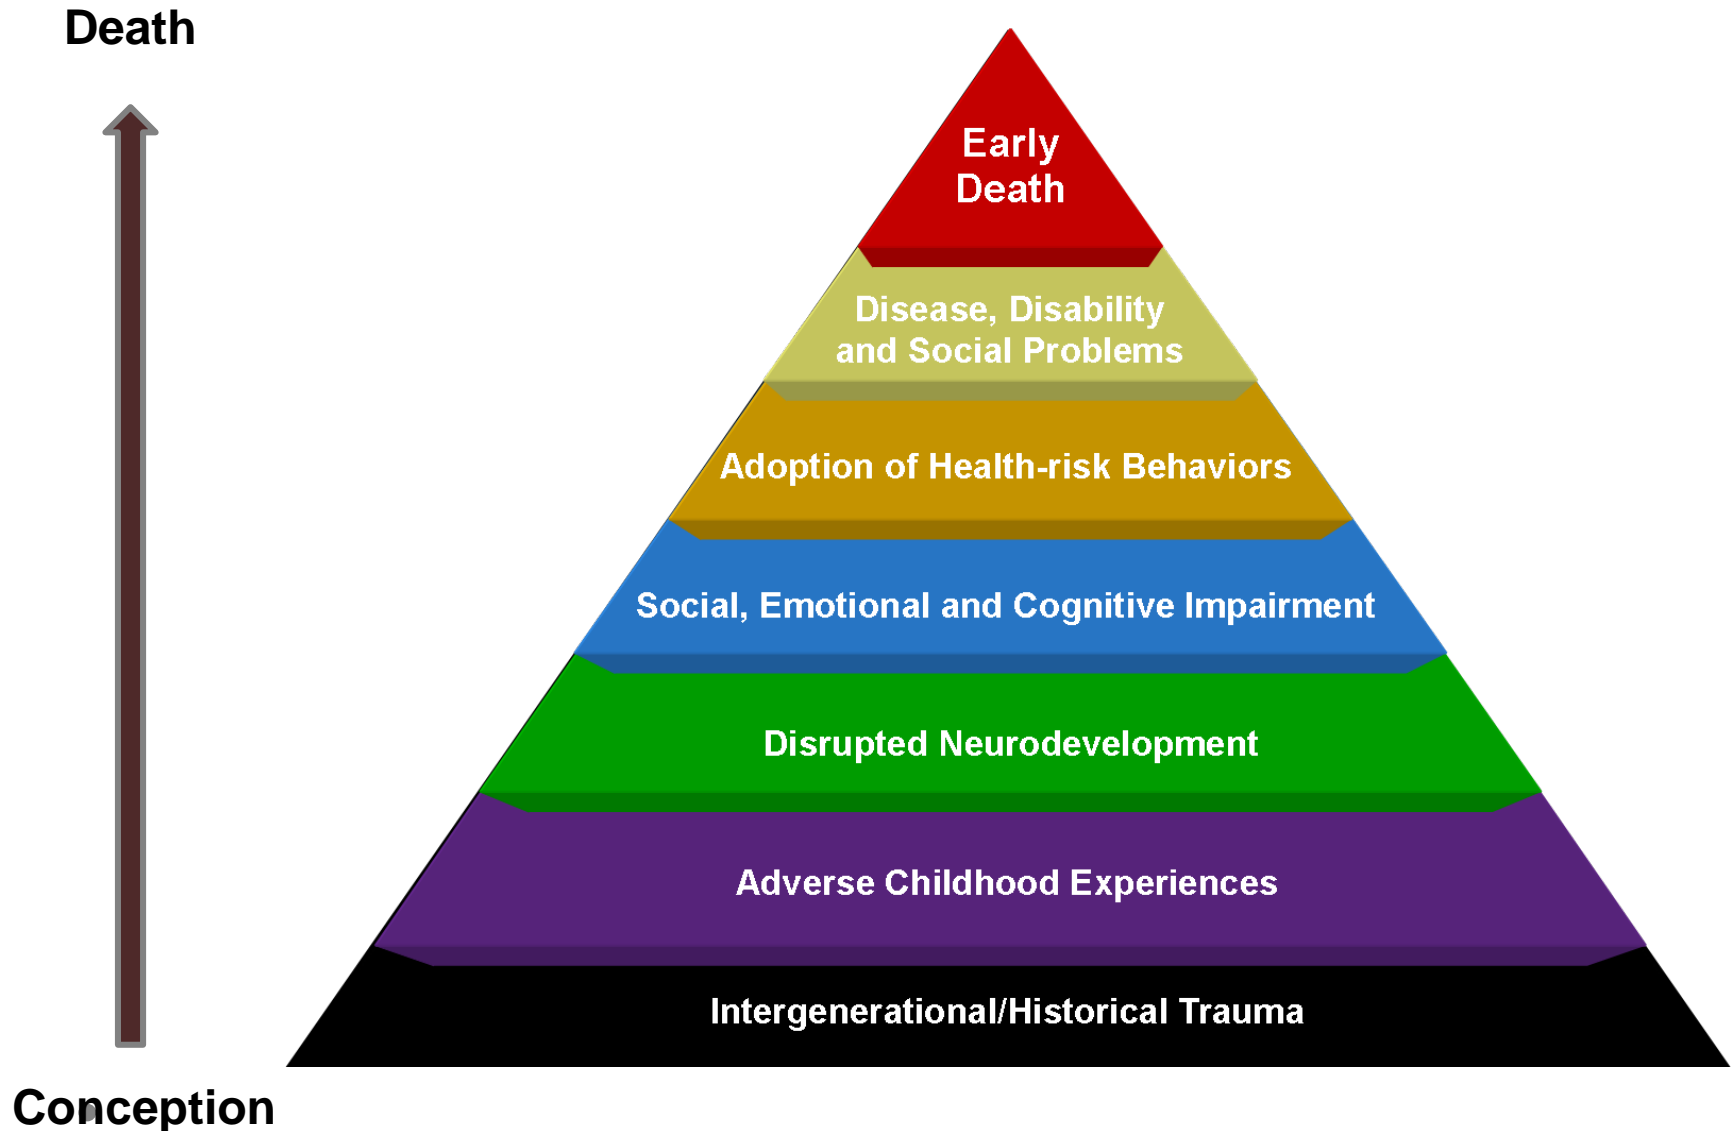 Death
Early
Death
Disease, Disability
and Social Problems
Adoption of Health-risk Behaviors
Social, Emotional and Cognitive Impairment
Disrupted Neurodevelopment
Adverse Childhood Experiences
Intergenerational/Historical Trauma
Conception